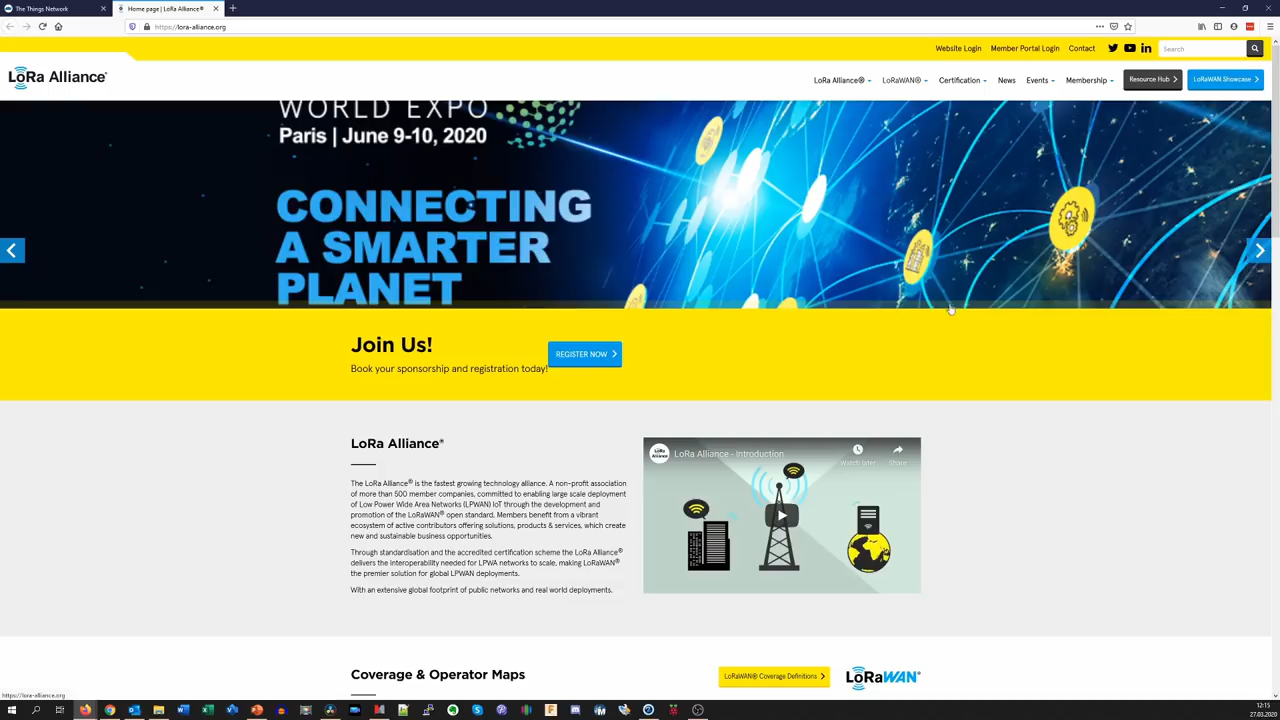 The Things Network
Home page | LoRa Alliance®
https://lora-alliance.org
Website Login
Member Portal Login
Contact
Search
LoRa Alliance®
LoRa Alliance®
LoRaWAN®
Certification
News
Events
Membership
Resource Hub
LoRaWAN Showcase
WORLD EXPO
Paris | June 9-10, 2020
CONNECTING
A SMARTER
PLANET
Join Us!
Book your sponsorship and registration today!
REGISTER NOW
LoRa Alliance®
The LoRa Alliance® is the fastest growing technology alliance. A non-profit association
of more than 500 member companies, committed to enabling large scale deployment
of Low Power Wide Area Networks (LPWAN) IoT through the development and
promotion of the LoRaWAN® open standard. Members benefit from a vibrant
ecosystem of active contributors offering solutions, products & services, which create
new and sustainable business opportunities.
Through standardisation and the accredited certification scheme the LoRa Alliance®
delivers the interoperability needed for LPWA networks to scale, making LoRaWAN®
the premier solution for global LPWAN deployments.
With an extensive global footprint of public networks and real world deployments.
LoRa Alliance
LoRa Alliance - Introduction
Watch later
Share
Coverage & Operator Maps
LoRaWAN® Coverage Definitions
LoRaWAN®
https://lora-alliance.org
12:15
27.03.2020